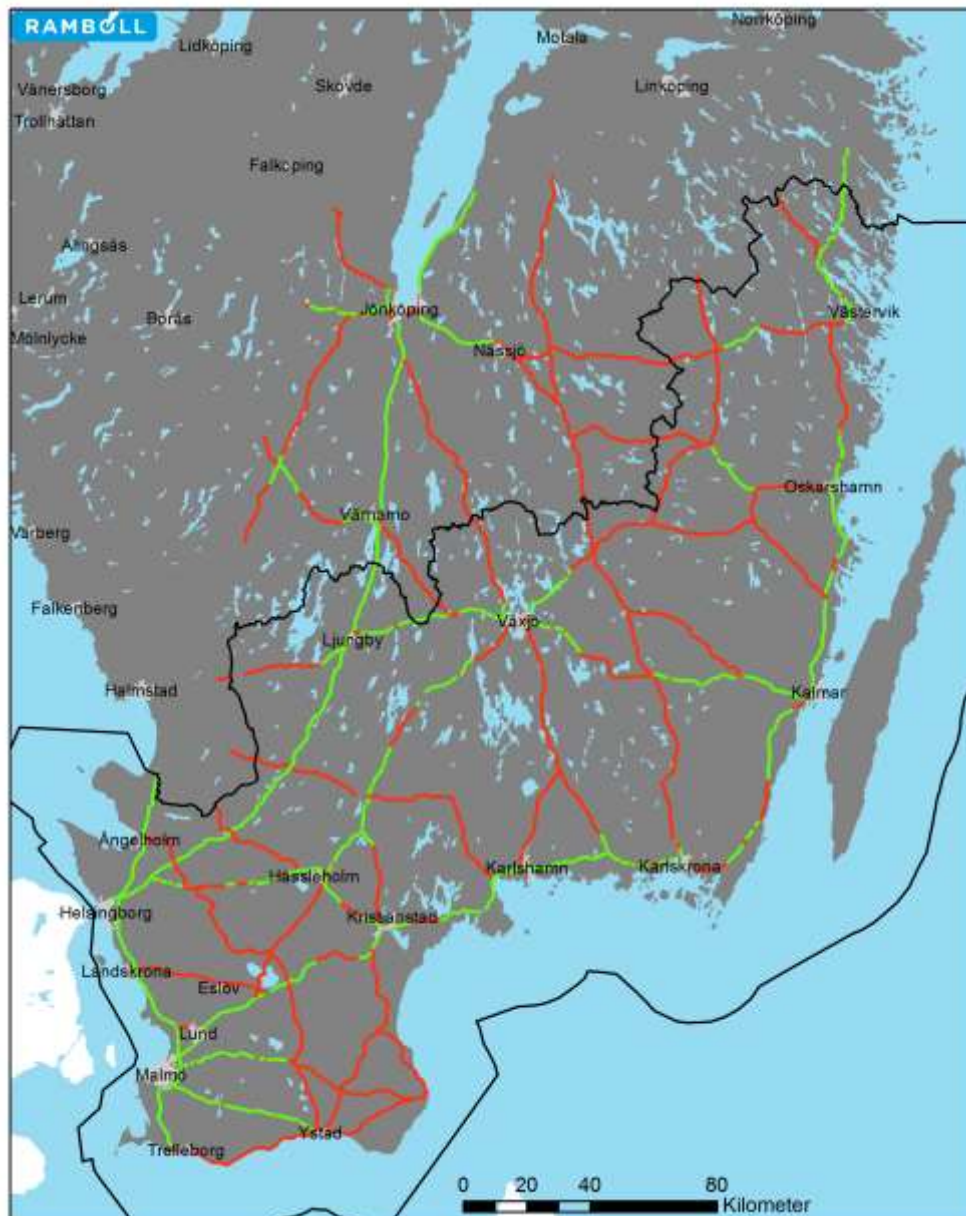 RAMBOLL
Lidköping
Motala
Norrköping
Vänersborg
Skövde
Linköping
Trollhättan
Falköping
Alingsås
Lerum
Borås
Jönköping
Västervik
Mölnlycke
Nässjö
Oskarshamn
Värnamo
Varberg
Falkenberg
Växjö
Ljungby
Halmstad
Kalmar
Ängelholm
Hässleholm
Karlshamn
Karlskrona
Helsingborg
Kristianstad
Landskrona
Eslöv
Lund
Malmö
Ystad
Trelleborg
0 20 40 80
Kilometer